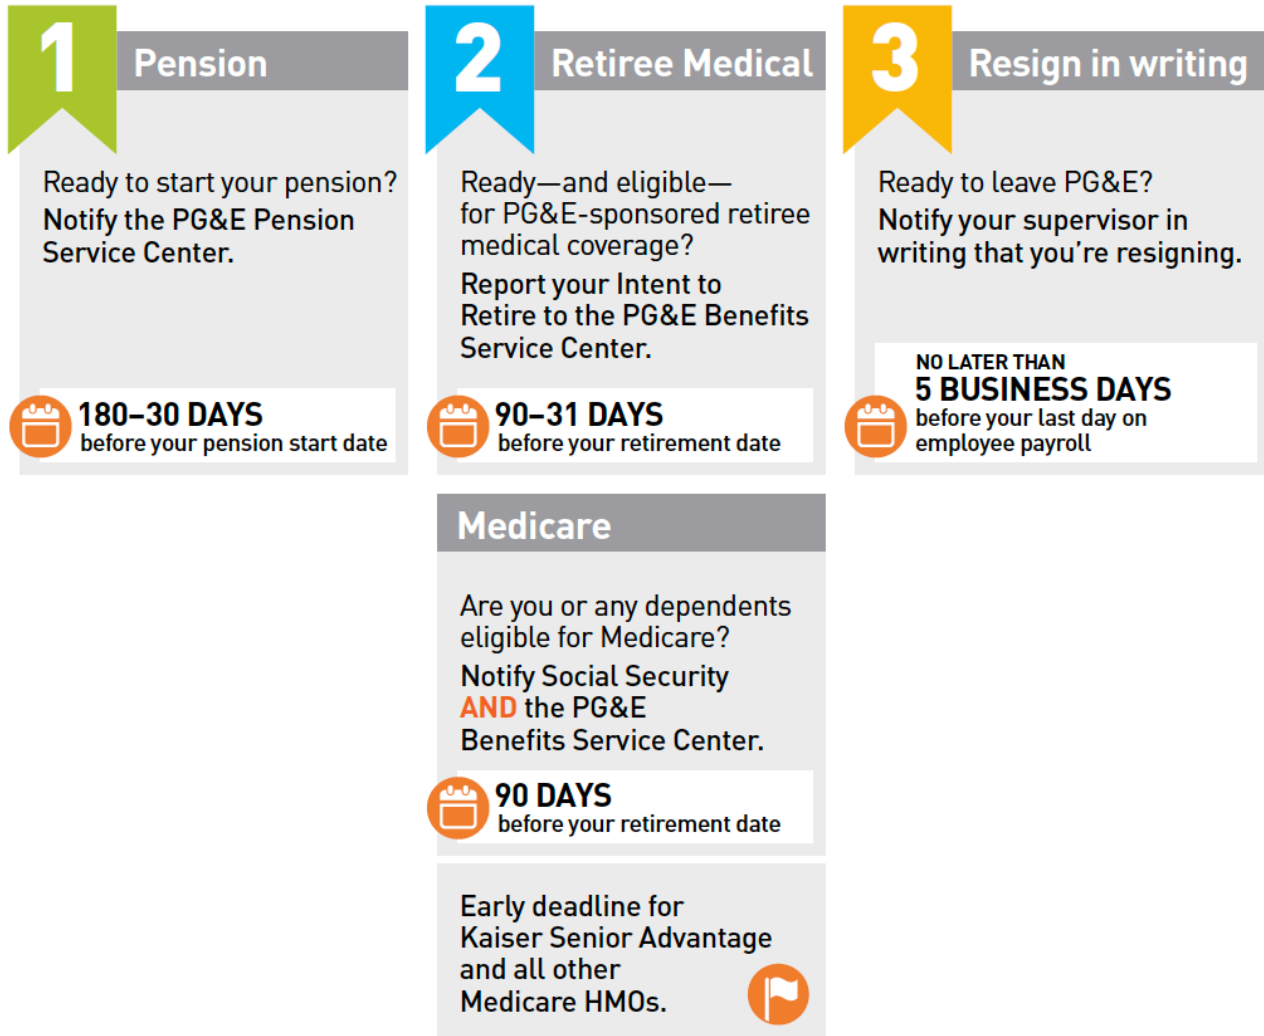 1
Pension
Ready to start your pension?
Notify the PG&E Pension
Service Center.
180–30 DAYS
before your pension start date
2
Retiree Medical
Ready—and eligible—
for PG&E-sponsored retiree
medical coverage?
Report your Intent to
Retire to the PG&E Benefits
Service Center.
90–31 DAYS
before your retirement date
Medicare
Are you or any dependents
eligible for Medicare?
Notify Social Security
AND the PG&E
Benefits Service Center.
90 DAYS
before your retirement date
Early deadline for
Kaiser Senior Advantage
and all other
Medicare HMOs.
3
Resign in writing
Ready to leave PG&E?
Notify your supervisor in
writing that you’re resigning.
NO LATER THAN
5 BUSINESS DAYS
before your last day on
employee payroll